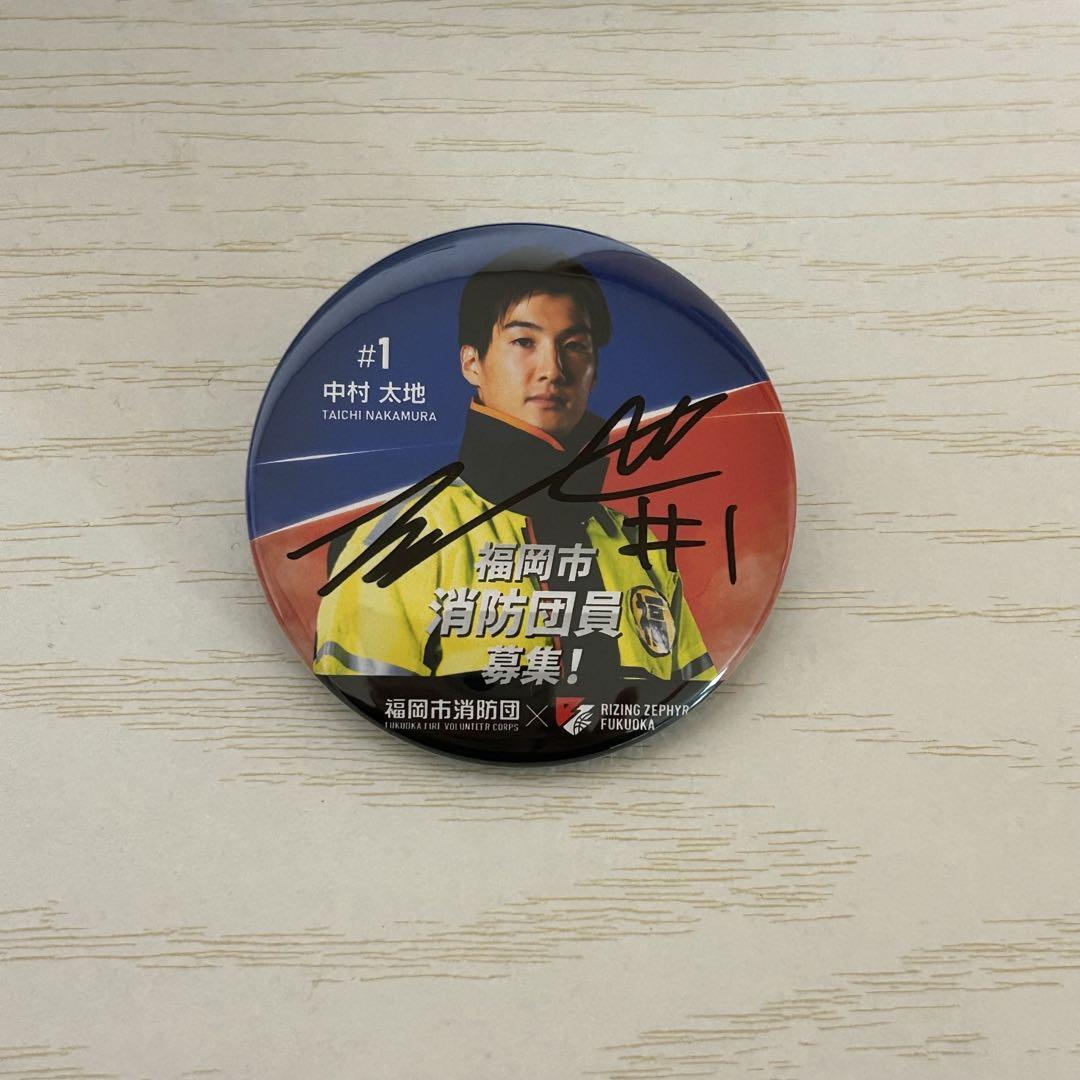 #1
中村 太地
TAICHI NAKAMURA
#1
福岡市
消防団員
募集!
福岡市消防団 × RIZING ZEPHYR
FUKUOKA FIRE VOLUNTEER CORPS FUKUOKA